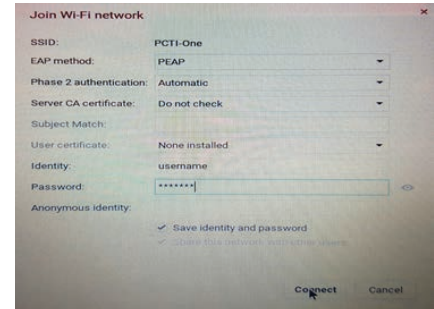 Join Wi-Fi network ×
SSID: PCTI-One
EAP method: PEAP
Phase 2 authentication: Automatic
Server CA certificate: Do not check
Subject Match:
User certificate: None installed
Identity: username
Password: *******
Anonymous identity:
✓ Save identity and password
✓ Share this network with other users
Connect Cancel